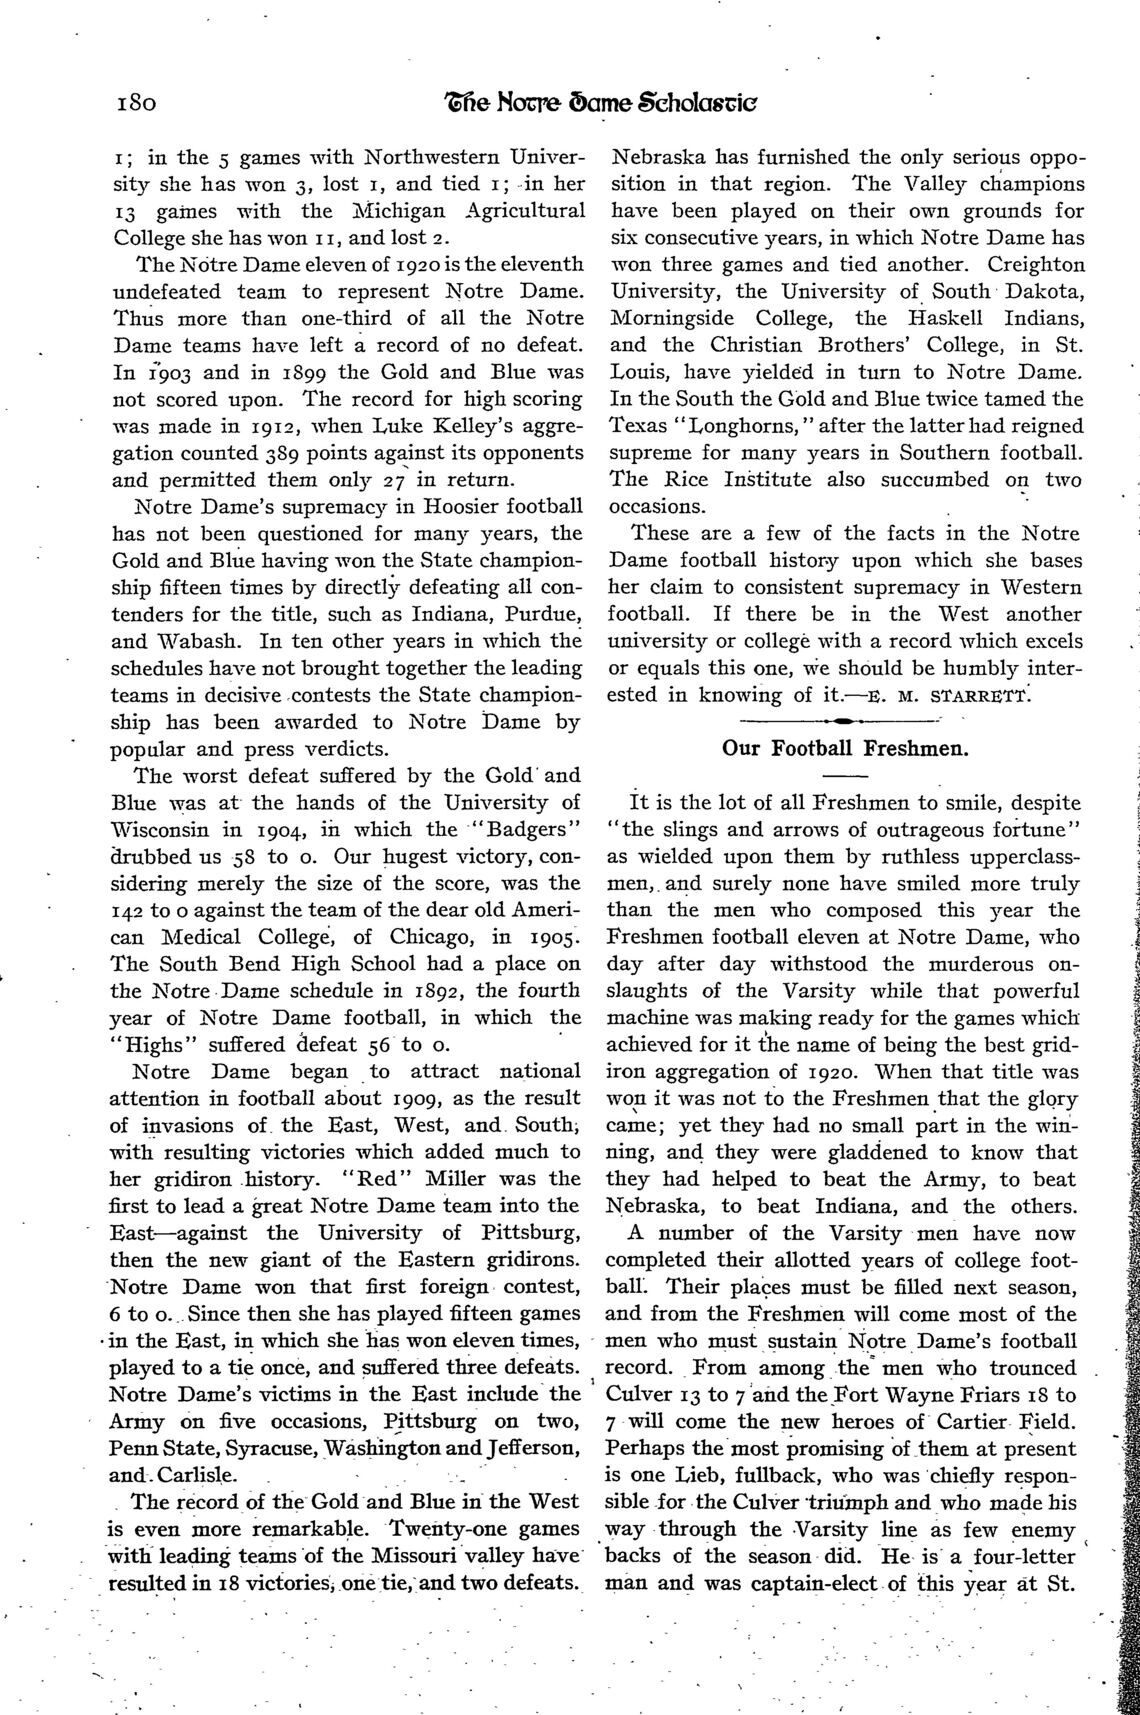 180
The Notre Dame Scholastic
1; in the 5 games with Northwestern Univer-
sity she has won 3, lost 1, and tied 1; in her
13 games with the Michigan Agricultural
College she has won 11, and lost 2.
The Notre Dame eleven of 1920 is the eleventh
undefeated team to represent Notre Dame.
Thus more than one-third of all the Notre
Dame teams have left a record of no defeat.
In 1903 and in 1899 the Gold and Blue was
not scored upon. The record for high scoring
was made in 1912, when Luke Kelley's aggre-
gation counted 389 points against its opponents
and permitted them only 27 in return.
Notre Dame's supremacy in Hoosier football
has not been questioned for many years, the
Gold and Blue having won the State champion-
ship fifteen times by directly defeating all con-
tenders for the title, such as Indiana, Purdue,
and Wabash. In ten other years in which the
schedules have not brought together the leading
teams in decisive contests the State champion-
ship has been awarded to Notre Dame by
popular and press verdicts.
The worst defeat suffered by the Gold and
Blue was at the hands of the University of
Wisconsin in 1904, in which the "Badgers"
drubbed us 58 to 0. Our hugest victory, con-
sidering merely the size of the score, was the
142 to 0 against the team of the dear old Ameri-
can Medical College, of Chicago, in 1905.
The South Bend High School had a place on
the Notre Dame schedule in 1892, the fourth
year of Notre Dame football, in which the
"Highs" suffered defeat 56 to 0.
Notre Dame began to attract national
attention in football about 1909, as the result
of invasions of the East, West, and South,
with resulting victories which added much to
her gridiron history. "Red" Miller was the
first to lead a great Notre Dame team into the
East—against the University of Pittsburg,
then the new giant of the Eastern gridirons.
Notre Dame won that first foreign contest,
6 to 0. Since then she has played fifteen games
in the East, in which she has won eleven times,
played to a tie once, and suffered three defeats.
Notre Dame's victims in the East include the
Army on five occasions, Pittsburg on two,
Penn State, Syracuse, Washington and Jefferson,
and Carlisle.
The record of the Gold and Blue in the West
is even more remarkable. Twenty-one games
with leading teams of the Missouri valley have
resulted in 18 victories, one tie, and two defeats.
Nebraska has furnished the only serious oppo-
sition in that region. The Valley champions
have been played on their own grounds for
six consecutive years, in which Notre Dame has
won three games and tied another. Creighton
University, the University of South Dakota,
Morningside College, the Haskell Indians,
and the Christian Brothers' College, in St.
Louis, have yielded in turn to Notre Dame.
In the South the Gold and Blue twice tamed the
Texas "Longhorns," after the latter had reigned
supreme for many years in Southern football.
The Rice Institute also succumbed on two
occasions.
These are a few of the facts in the Notre
Dame football history upon which she bases
her claim to consistent supremacy in Western
football. If there be in the West another
university or college with a record which excels
or equals this one, we should be humbly inter-
ested in knowing of it.—E. M. STARRETT.
Our Football Freshmen.
It is the lot of all Freshmen to smile, despite
"the slings and arrows of outrageous fortune"
as wielded upon them by ruthless upperclass-
men, and surely none have smiled more truly
than the men who composed this year the
Freshmen football eleven at Notre Dame, who
day after day withstood the murderous on-
slaughts of the Varsity while that powerful
machine was making ready for the games which
achieved for it the name of being the best grid-
iron aggregation of 1920. When that title was
won it was not to the Freshmen that the glory
came; yet they had no small part in the win-
ning, and they were gladdened to know that
they had helped to beat the Army, to beat
Nebraska, to beat Indiana, and the others.
A number of the Varsity men have now
completed their allotted years of college foot-
ball. Their places must be filled next season,
and from the Freshmen will come most of the
men who must sustain Notre Dame's football
record. From among the men who trounced
Culver 13 to 7 and the Fort Wayne Friars 18 to
7 will come the new heroes of Cartier Field.
Perhaps the most promising of them at present
is one Lieb, fullback, who was chiefly respon-
sible for the Culver triumph and who made his
way through the Varsity line as few enemy
backs of the season did. He is a four-letter
man and was captain-elect of this year at St.